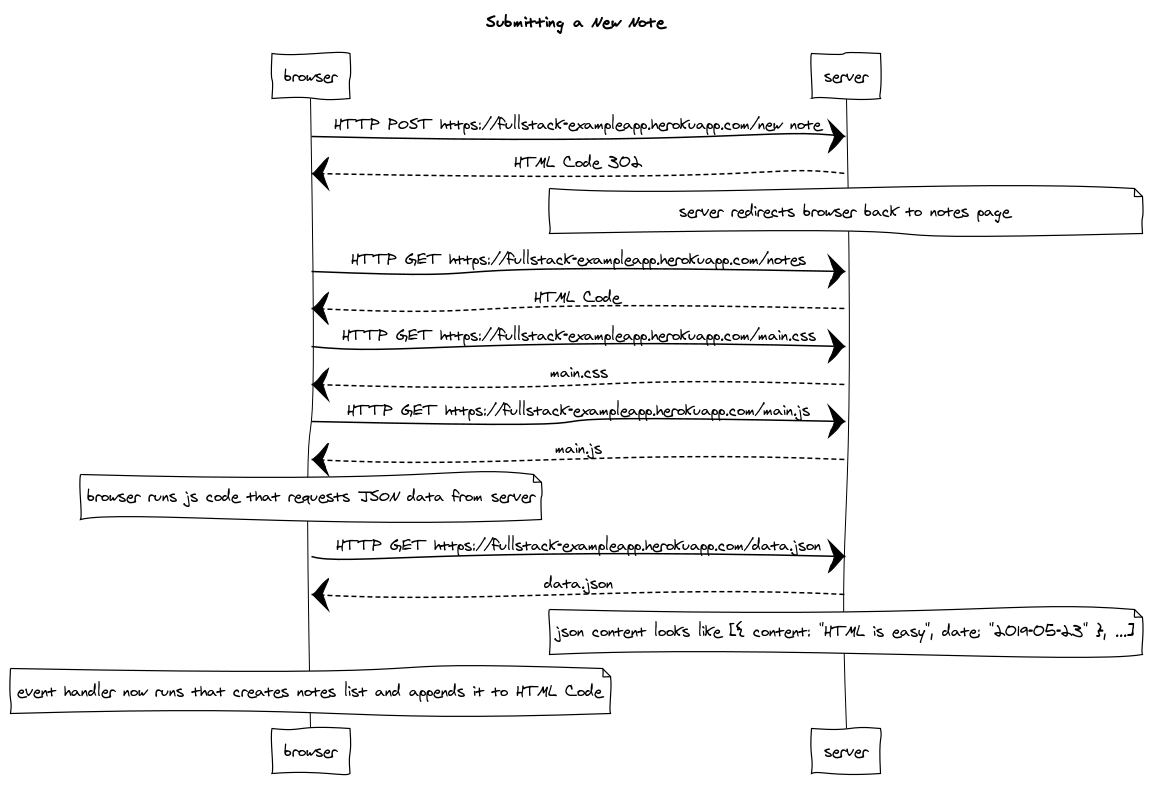 Submitting a New Note
browser
server
HTTP POST https://fullstack-exampleapp.herokuapp.com/new note
HTML Code 302
server redirects browser back to notes page
HTTP GET https://fullstack-exampleapp.herokuapp.com/notes
HTML Code
HTTP GET https://fullstack-exampleapp.herokuapp.com/main.css
main.css
HTTP GET https://fullstack-exampleapp.herokuapp.com/main.js
main.js
browser runs js code that requests JSON data from server
HTTP GET https://fullstack-exampleapp.herokuapp.com/data.json
data.json
json content looks like [{ content: "HTML is easy", date: "2019-05-23" }, ...]
event handler now runs that creates notes list and appends it to HTML Code
browser
server